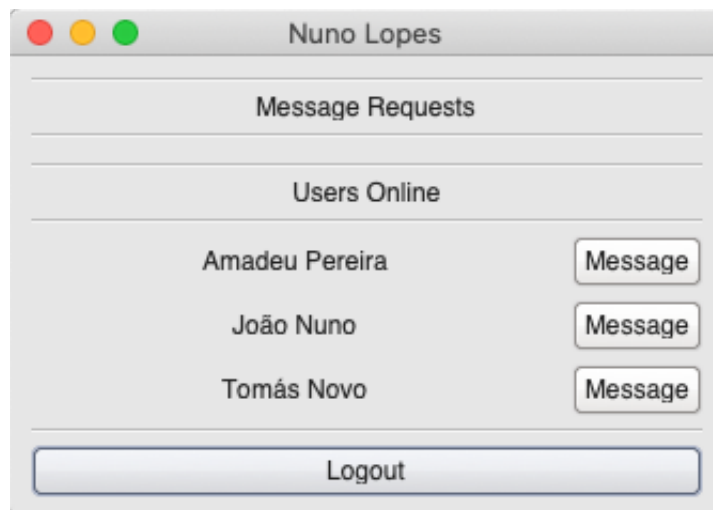 Nuno Lopes
Message Requests
Users Online
Amadeu Pereira Message
João Nuno Message
Tomás Novo Message
Logout